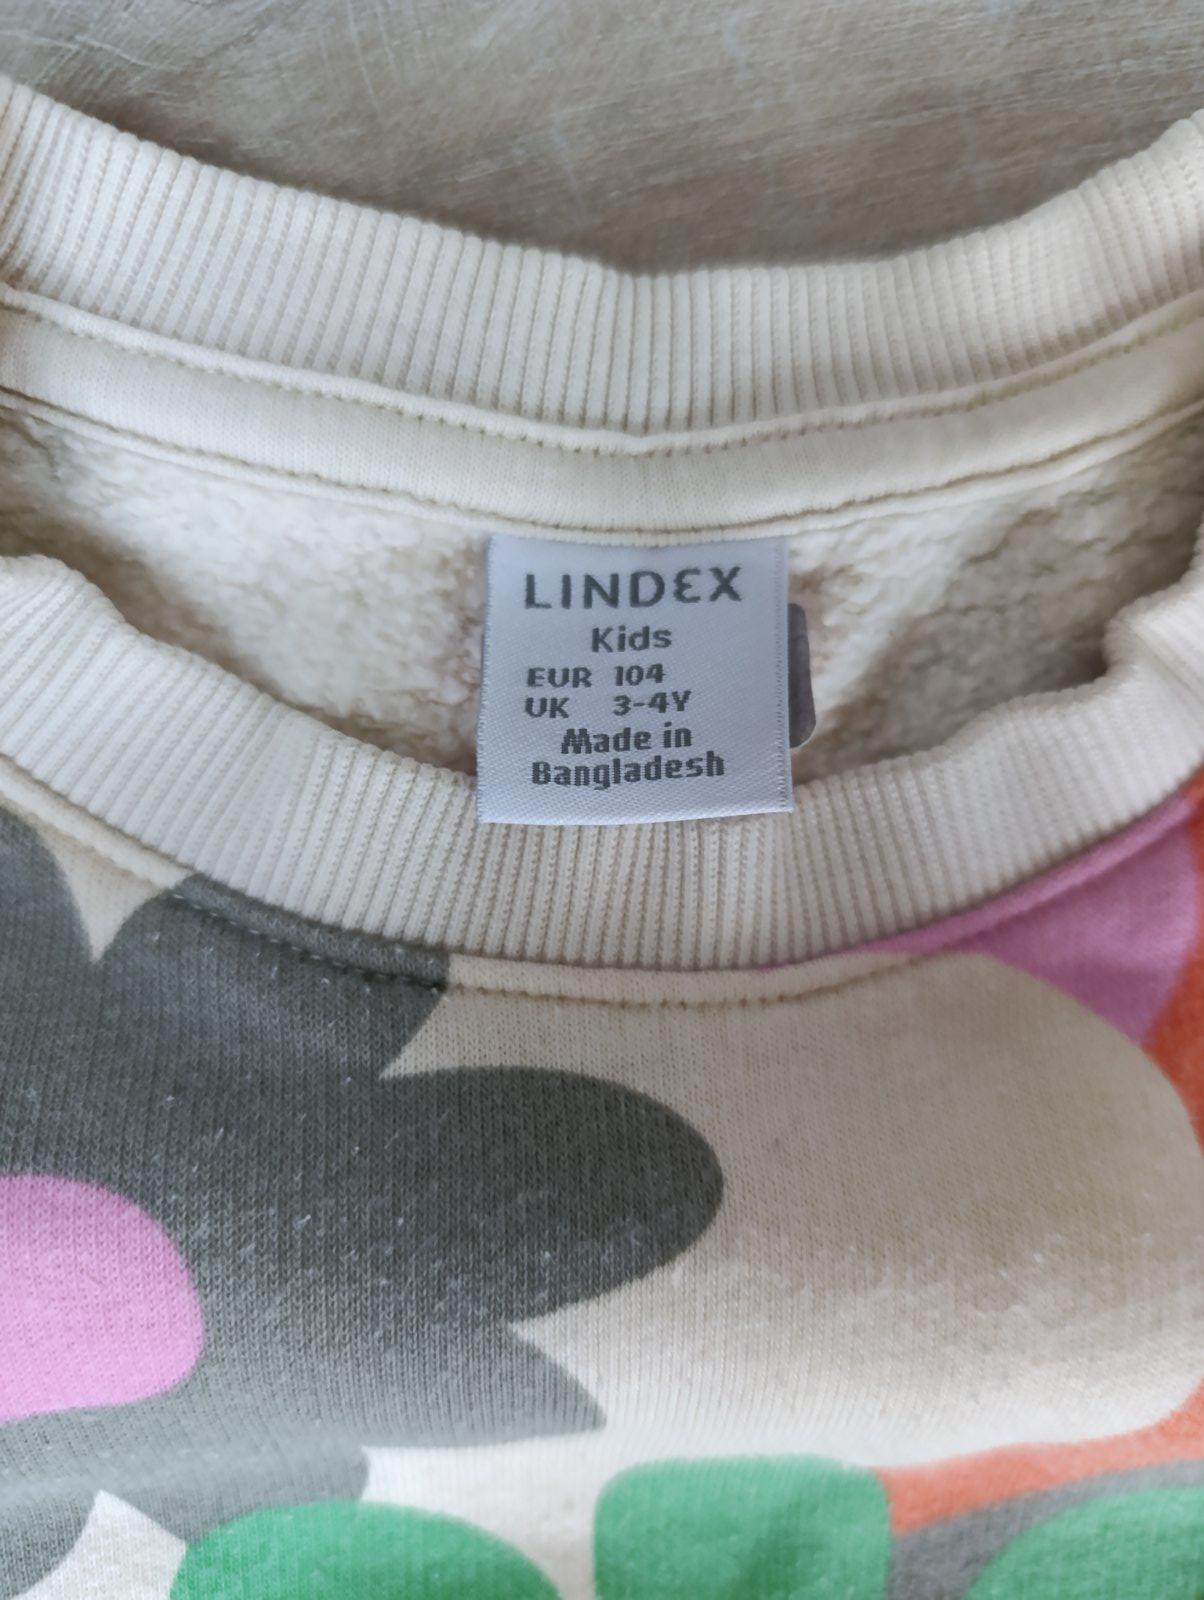 LINDEX
Kids
EUR 104
UK 3-4Y
Made in
Bangladesh